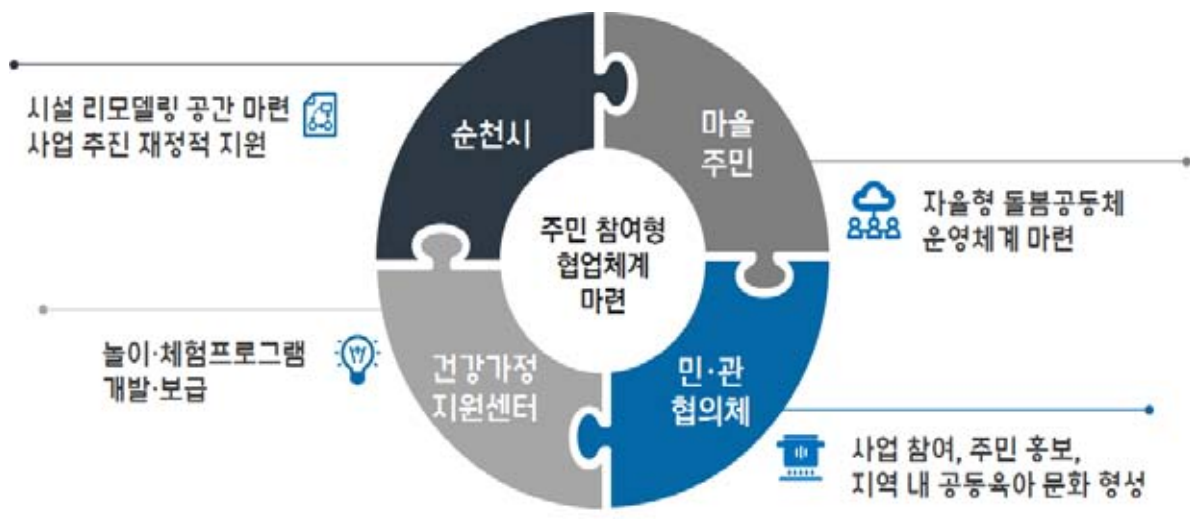 시설 리모델링 공간 마련
사업 추진 재정적 지원
순천시
마을
주민
자율형 돌봄공동체
운영체계 마련
주민 참여형
협업체계
마련
놀이·체험프로그램
개발·보급
건강가정
지원센터
민·관
협의체
사업 참여, 주민 홍보,
지역 내 공동육아 문화 형성